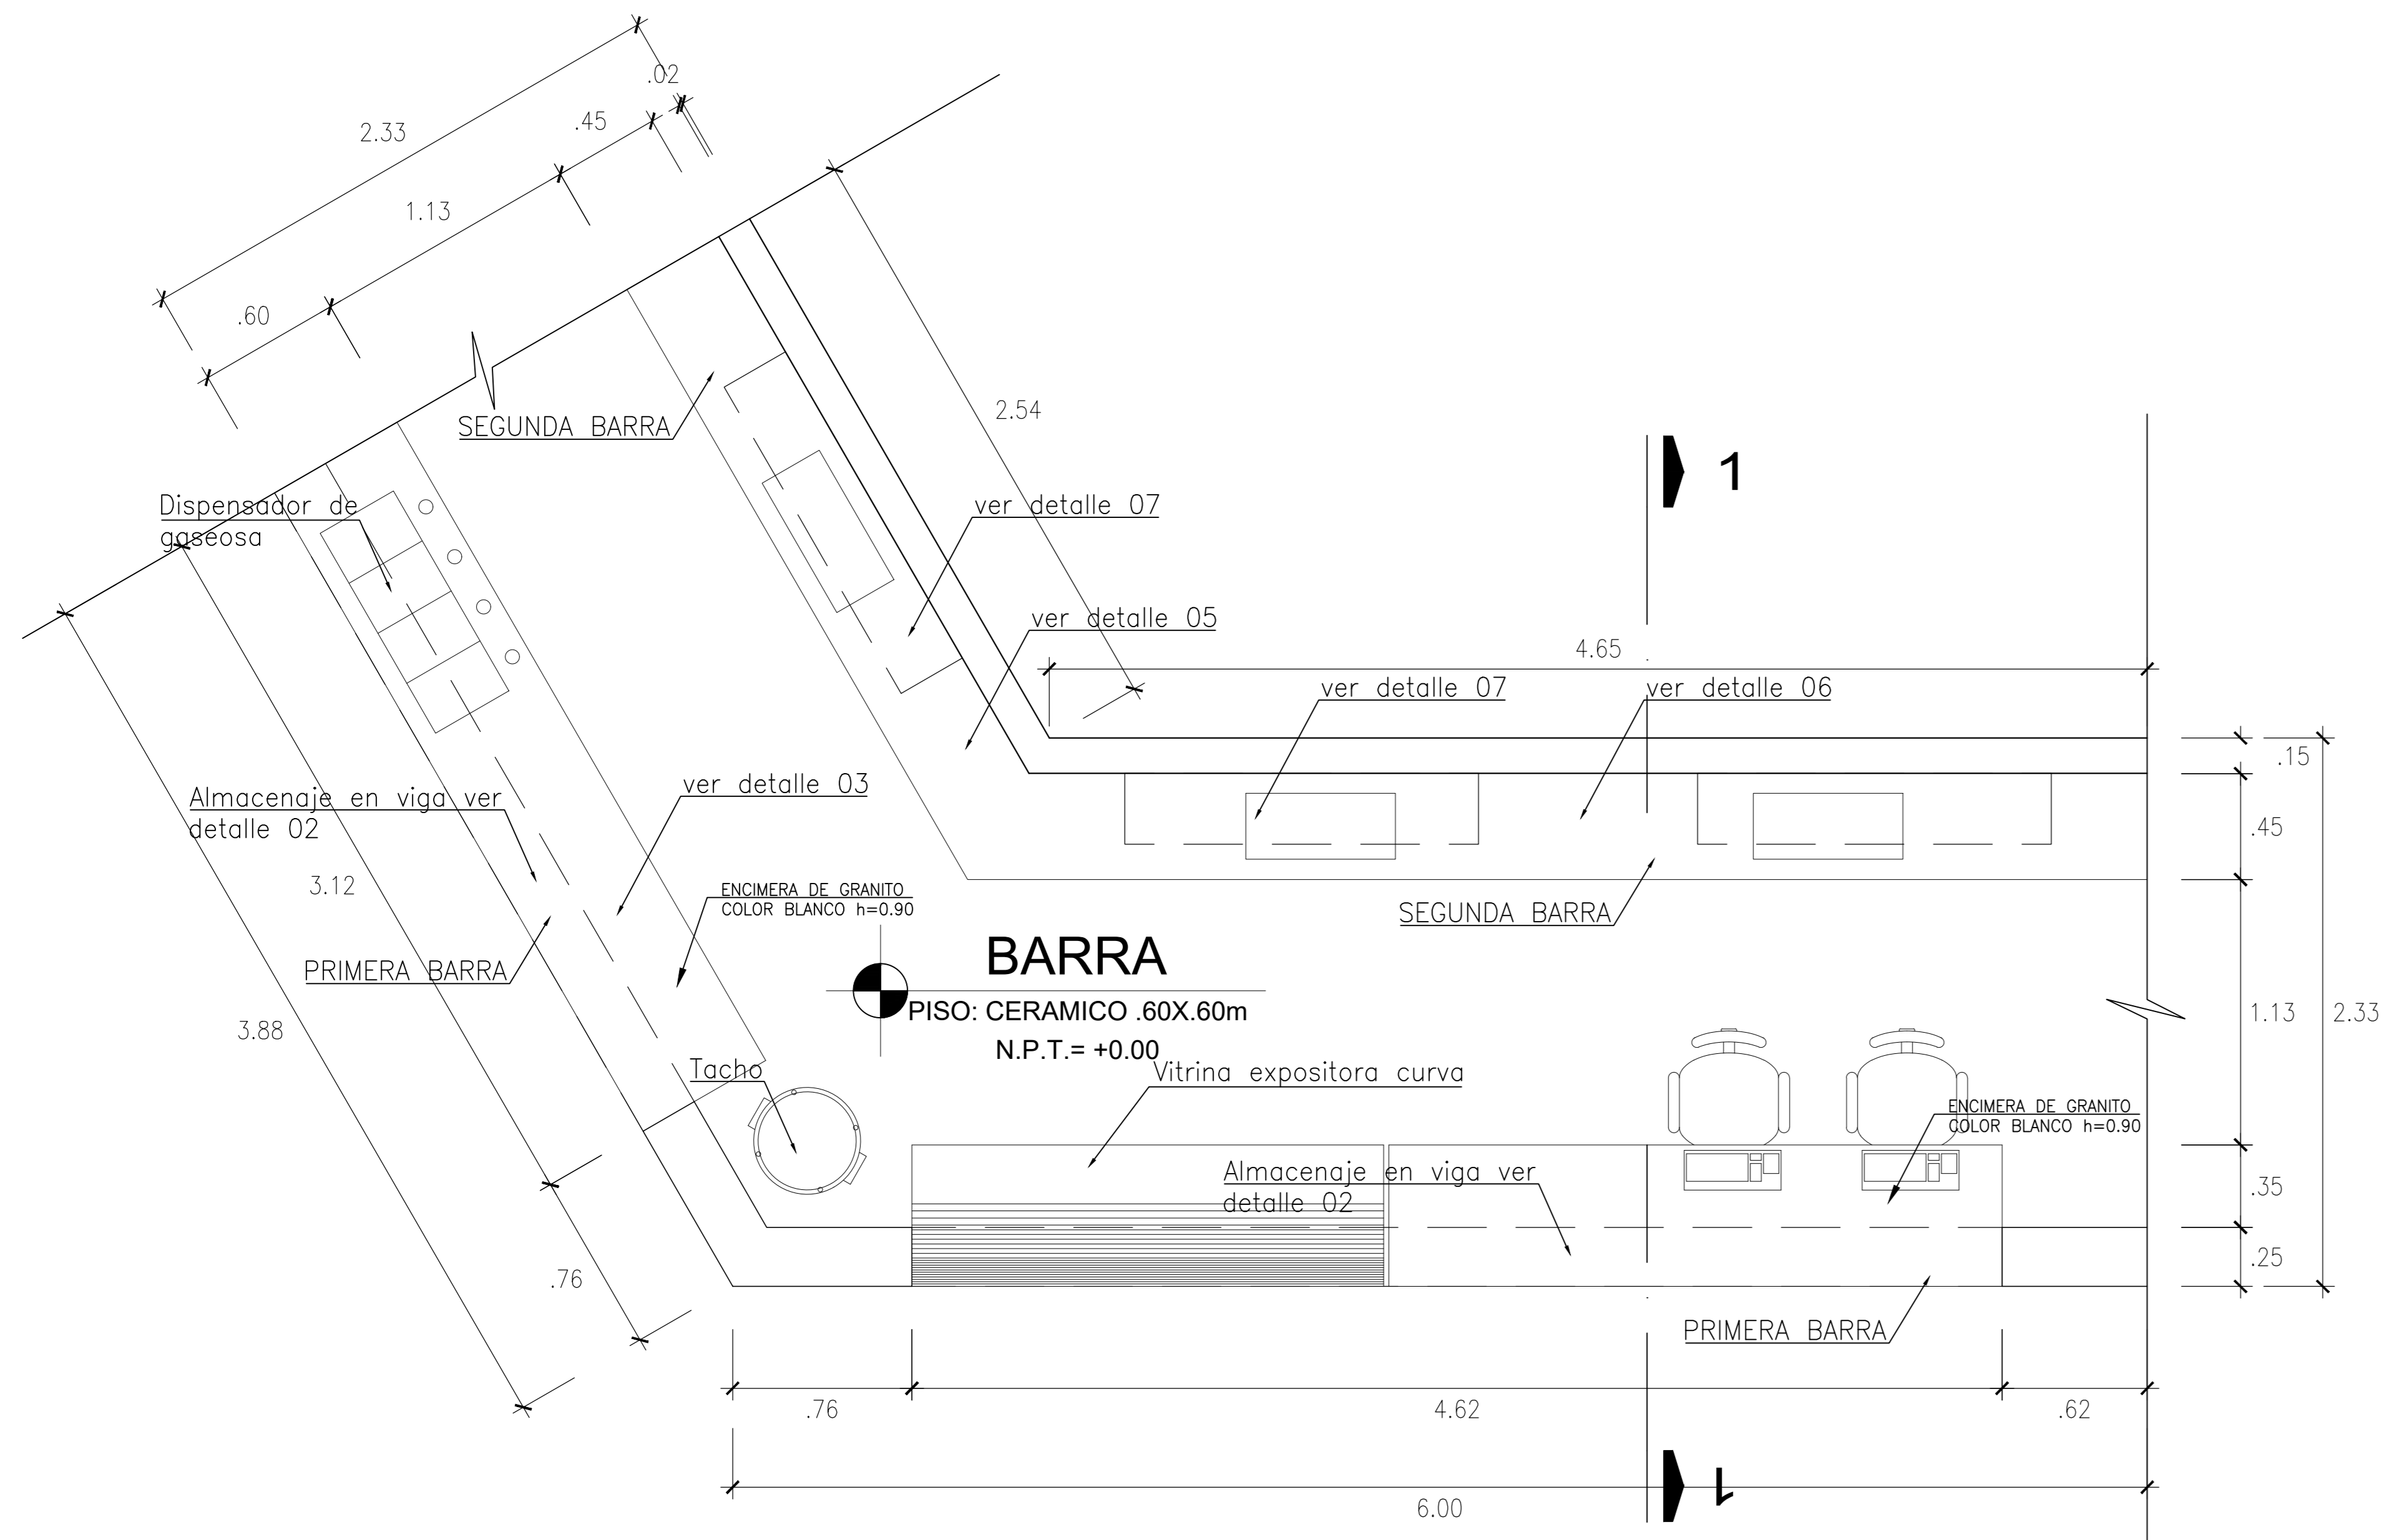 .02
2.33
.45
1.13
.60
2.54
SEGUNDA BARRA
1
Dispensador de
gaseosa
ver detalle 07
ver detalle 05
4.65
ver detalle 07
ver detalle 06
.15
Almacenaje en viga ver
detalle 02
ver detalle 03
.45
3.12
ENCIMERA DE GRANITO
COLOR BLANCO h=0.90
SEGUNDA BARRA
PRIMERA BARRA
BARRA
PISO: CERAMICO .60X.60m
N.P.T.= +0.00
1.13
2.33
3.88
Tacho
Vitrina expositora curva
ENCIMERA DE GRANITO
COLOR BLANCO h=0.90
Almacenaje en viga ver
detalle 02
.35
.25
.76
PRIMERA BARRA
.76
4.62
.62
1
6.00